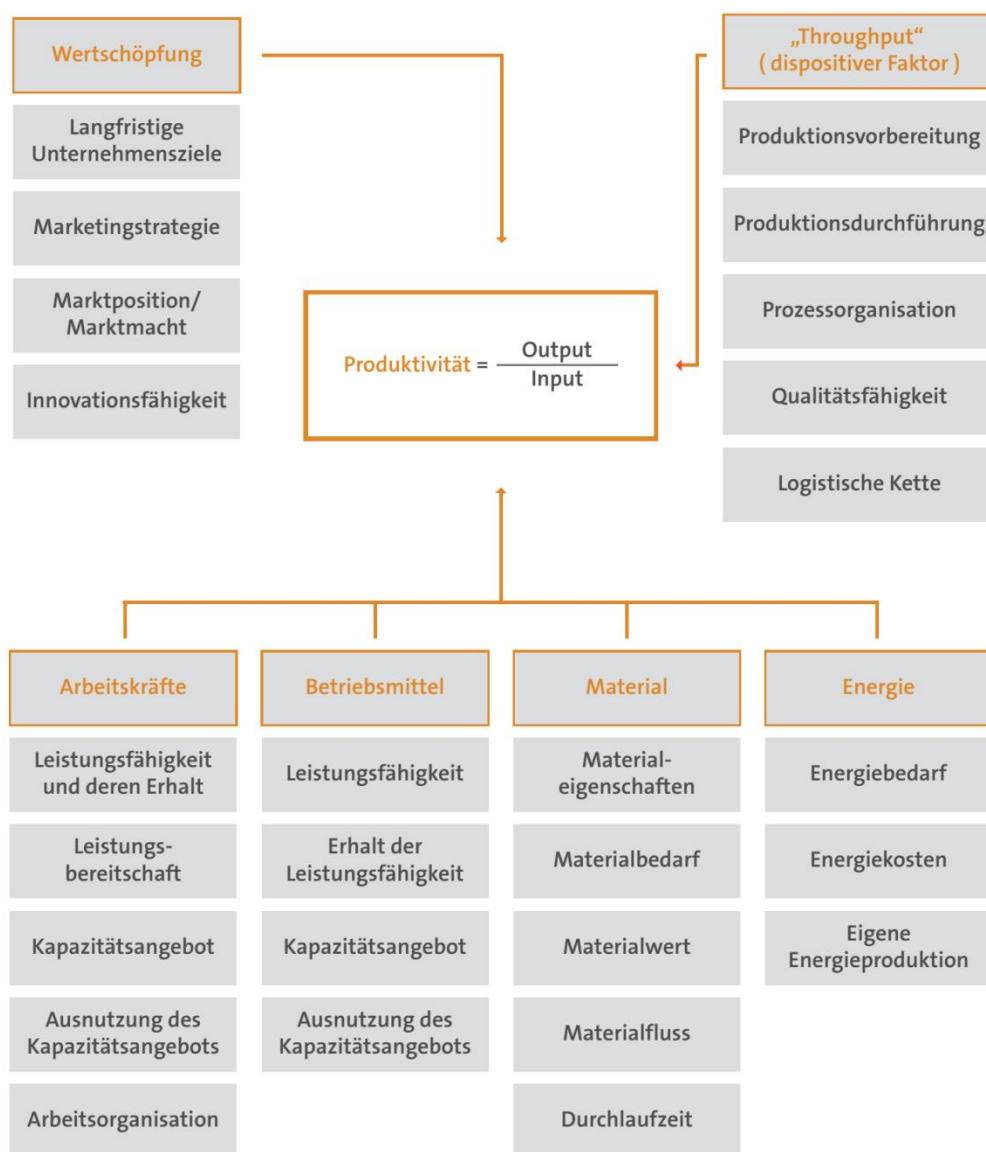 Wertschöpfung
Langfristige
Unternehmensziele
Marketingstrategie
Marktposition/
Marktmacht
Innovationsfähigkeit
„Throughput“
( dispositiver Faktor )
Produktionsvorbereitung
Produktionsdurchführung
Prozessorganisation
Qualitätsfähigkeit
Logistische Kette
Produktivität = Output
Input
Arbeitskräfte
Leistungsfähigkeit
und deren Erhalt
Leistungs-
bereitschaft
Kapazitätsangebot
Ausnutzung des
Kapazitätsangebots
Arbeitsorganisation
Betriebsmittel
Leistungsfähigkeit
Erhalt der
Leistungsfähigkeit
Kapazitätsangebot
Ausnutzung des
Kapazitätsangebots
Material
Material-
eigenschaften
Materialbedarf
Materialwert
Materialfluss
Durchlaufzeit
Energie
Energiebedarf
Energiekosten
Eigene
Energieproduktion